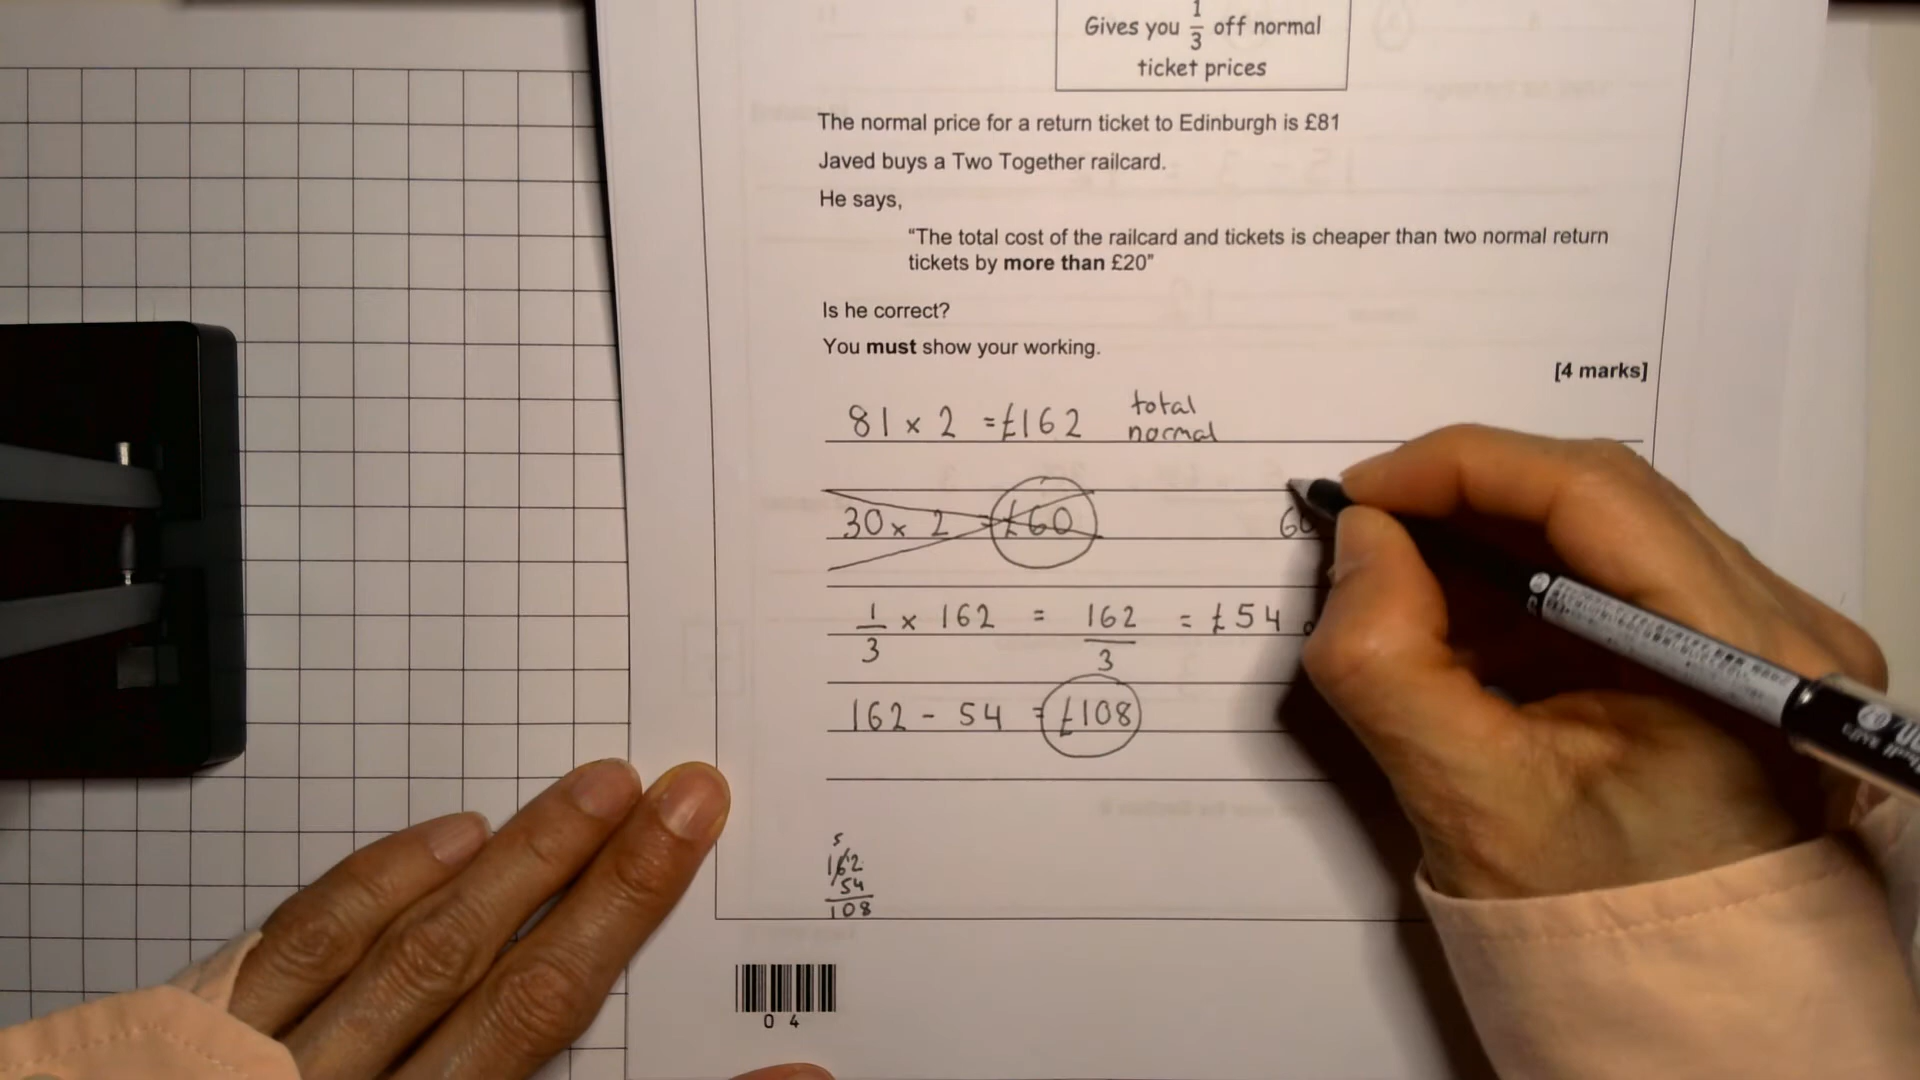 Gives you 1/3 off normal
ticket prices
The normal price for a return ticket to Edinburgh is £81
Javed buys a Two Together railcard.
He says,
“The total cost of the railcard and tickets is cheaper than two normal return
tickets by more than £20”
Is he correct?
You must show your working.
[4 marks]
81 × 2 = £162 total
normal
30 × 2 = £60
1/3 × 162 = 162/3 = £54
162 - 54 = £108
5
162
54
108
0 4